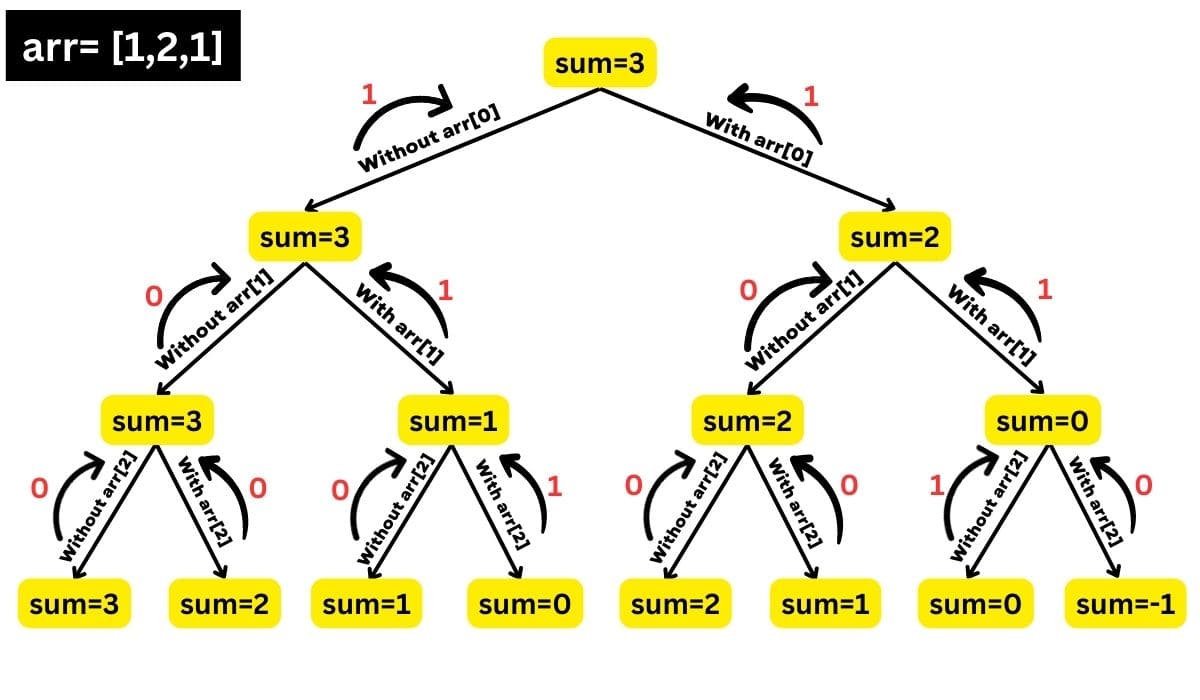 arr= [1,2,1]
sum=3
1
Without arr[0]
With arr[0]
1
sum=3
sum=2
0
Without arr[1]
With arr[1]
1
0
Without arr[1]
With arr[1]
1
sum=3
sum=1
sum=2
sum=0
0
Without arr[2]
With arr[2]
0
0
Without arr[2]
With arr[2]
1
0
Without arr[2]
With arr[2]
0
1
Without arr[2]
With arr[2]
0
sum=3
sum=2
sum=1
sum=0
sum=2
sum=1
sum=0
sum=-1